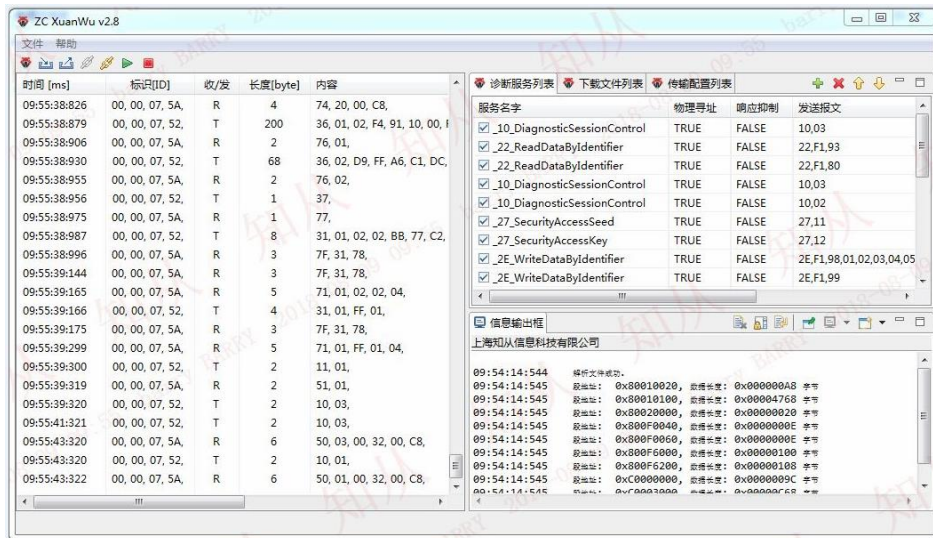 ZC XuanWu v2.8
文件 帮助
时间 [ms] 标识[ID] 收/发 长度[byte] 内容
09:55:38:826 00, 00, 07, 5A, R 4 74, 20, 00, C8,
09:55:38:879 00, 00, 07, 52, T 200 36, 01, 02, F4, 91, 10, 00,
09:55:38:906 00, 00, 07, 5A, R 2 76, 01,
09:55:38:930 00, 00, 07, 52, T 68 36, 02, D9, FF, A6, C1, DC,
09:55:38:955 00, 00, 07, 5A, R 2 76, 02,
09:55:38:956 00, 00, 07, 52, T 1 37,
09:55:38:975 00, 00, 07, 5A, R 1 77,
09:55:38:987 00, 00, 07, 52, T 8 31, 01, 02, 02, BB, 77, C2,
09:55:38:996 00, 00, 07, 5A, R 3 7F, 31, 78,
09:55:39:144 00, 00, 07, 5A, R 3 7F, 31, 78,
09:55:39:165 00, 00, 07, 5A, R 5 71, 01, 02, 02, 04,
09:55:39:166 00, 00, 07, 52, T 4 31, 01, FF, 01,
09:55:39:175 00, 00, 07, 5A, R 3 7F, 31, 78,
09:55:39:299 00, 00, 07, 5A, R 5 71, 01, FF, 01, 04,
09:55:39:300 00, 00, 07, 52, T 2 11, 01,
09:55:39:319 00, 00, 07, 5A, R 2 51, 01,
09:55:39:320 00, 00, 07, 52, T 2 10, 03,
09:55:41:321 00, 00, 07, 52, T 2 10, 03,
09:55:43:320 00, 00, 07, 5A, R 6 50, 03, 00, 32, 00, C8,
09:55:43:320 00, 00, 07, 52, T 2 10, 01,
09:55:43:322 00, 00, 07, 5A, R 6 50, 01, 00, 32, 00, C8,
诊断服务列表 下载文件列表 传输配置列表
服务名字 物理寻址 响应抑制 发送报文
_10_DiagnosticSessionControl TRUE FALSE 10,03
_22_ReadDataByIdentifier TRUE FALSE 22,F1,93
_22_ReadDataByIdentifier TRUE FALSE 22,F1,80
_10_DiagnosticSessionControl TRUE FALSE 10,03
_10_DiagnosticSessionControl TRUE FALSE 10,02
_27_SecurityAccessSeed TRUE FALSE 27,11
_27_SecurityAccessKey TRUE FALSE 27,12
_2E_WriteDataByIdentifier TRUE FALSE 2E,F1,98,01,02,03,04,05
_2E_WriteDataByIdentifier TRUE FALSE 2E,F1,99
信息输出框
上海知从信息科技有限公司
09:54:14:544 解析文件成功.
09:54:14:545 段地址: 0x80010020, 数据长度: 0x000000A8 字节
09:54:14:545 段地址: 0x80010100, 数据长度: 0x00004768 字节
09:54:14:545 段地址: 0x80020000, 数据长度: 0x00000020 字节
09:54:14:545 段地址: 0x800F0040, 数据长度: 0x0000000E 字节
09:54:14:545 段地址: 0x800F0060, 数据长度: 0x0000000E 字节
09:54:14:545 段地址: 0x800F6000, 数据长度: 0x00000100 字节
09:54:14:545 段地址: 0x800F6200, 数据长度: 0x00000108 字节
09:54:14:545 段地址: 0xC0000000, 数据长度: 0x0000009C 字节
09:54:14:545 段地址: 0xC0003000, 数据长度: 0x00000C68 字节